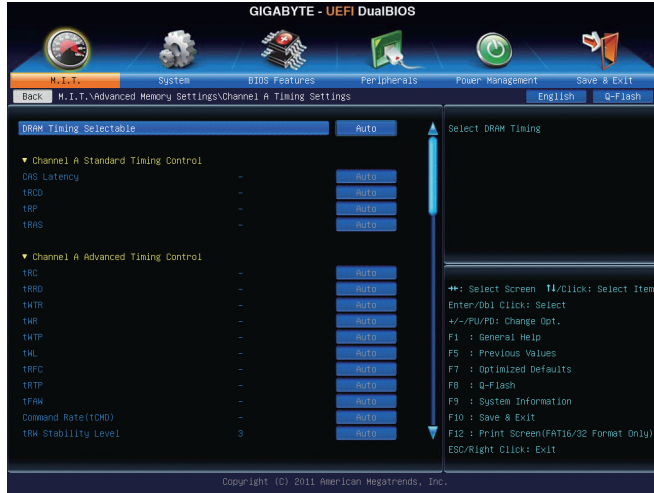 GIGABYTE - UEFI DualBIOS
M.I.T.
System
BIOS Features
Peripherals
Power Management
Save & Exit
Back M.I.T.\Advanced Memory Settings\Channel A Timing Settings English Q-Flash
DRAM Timing Selectable Auto
▼ Channel A Standard Timing Control
CAS Latency - Auto
tRCD - Auto
tRP - Auto
tRAS - Auto
▼ Channel A Advanced Timing Control
tRC - Auto
tRRD - Auto
tWTR - Auto
tWR - Auto
tWTP - Auto
tWL - Auto
tRFC - Auto
tRTP - Auto
tFAW - Auto
Command Rate(tCMD) - Auto
tRW Stability Level 3 Auto
Select DRAM Timing
→←: Select Screen ↑↓/Click: Select Item
Enter/Dbl Click: Select
+/-/PU/PD: Change Opt.
F1 : General Help
F5 : Previous Values
F7 : Optimized Defaults
F8 : Q-Flash
F9 : System Information
F10 : Save & Exit
F12 : Print Screen(FAT16/32 Format Only)
ESC/Right Click: Exit
Copyright (C) 2011 American Megatrends, Inc.